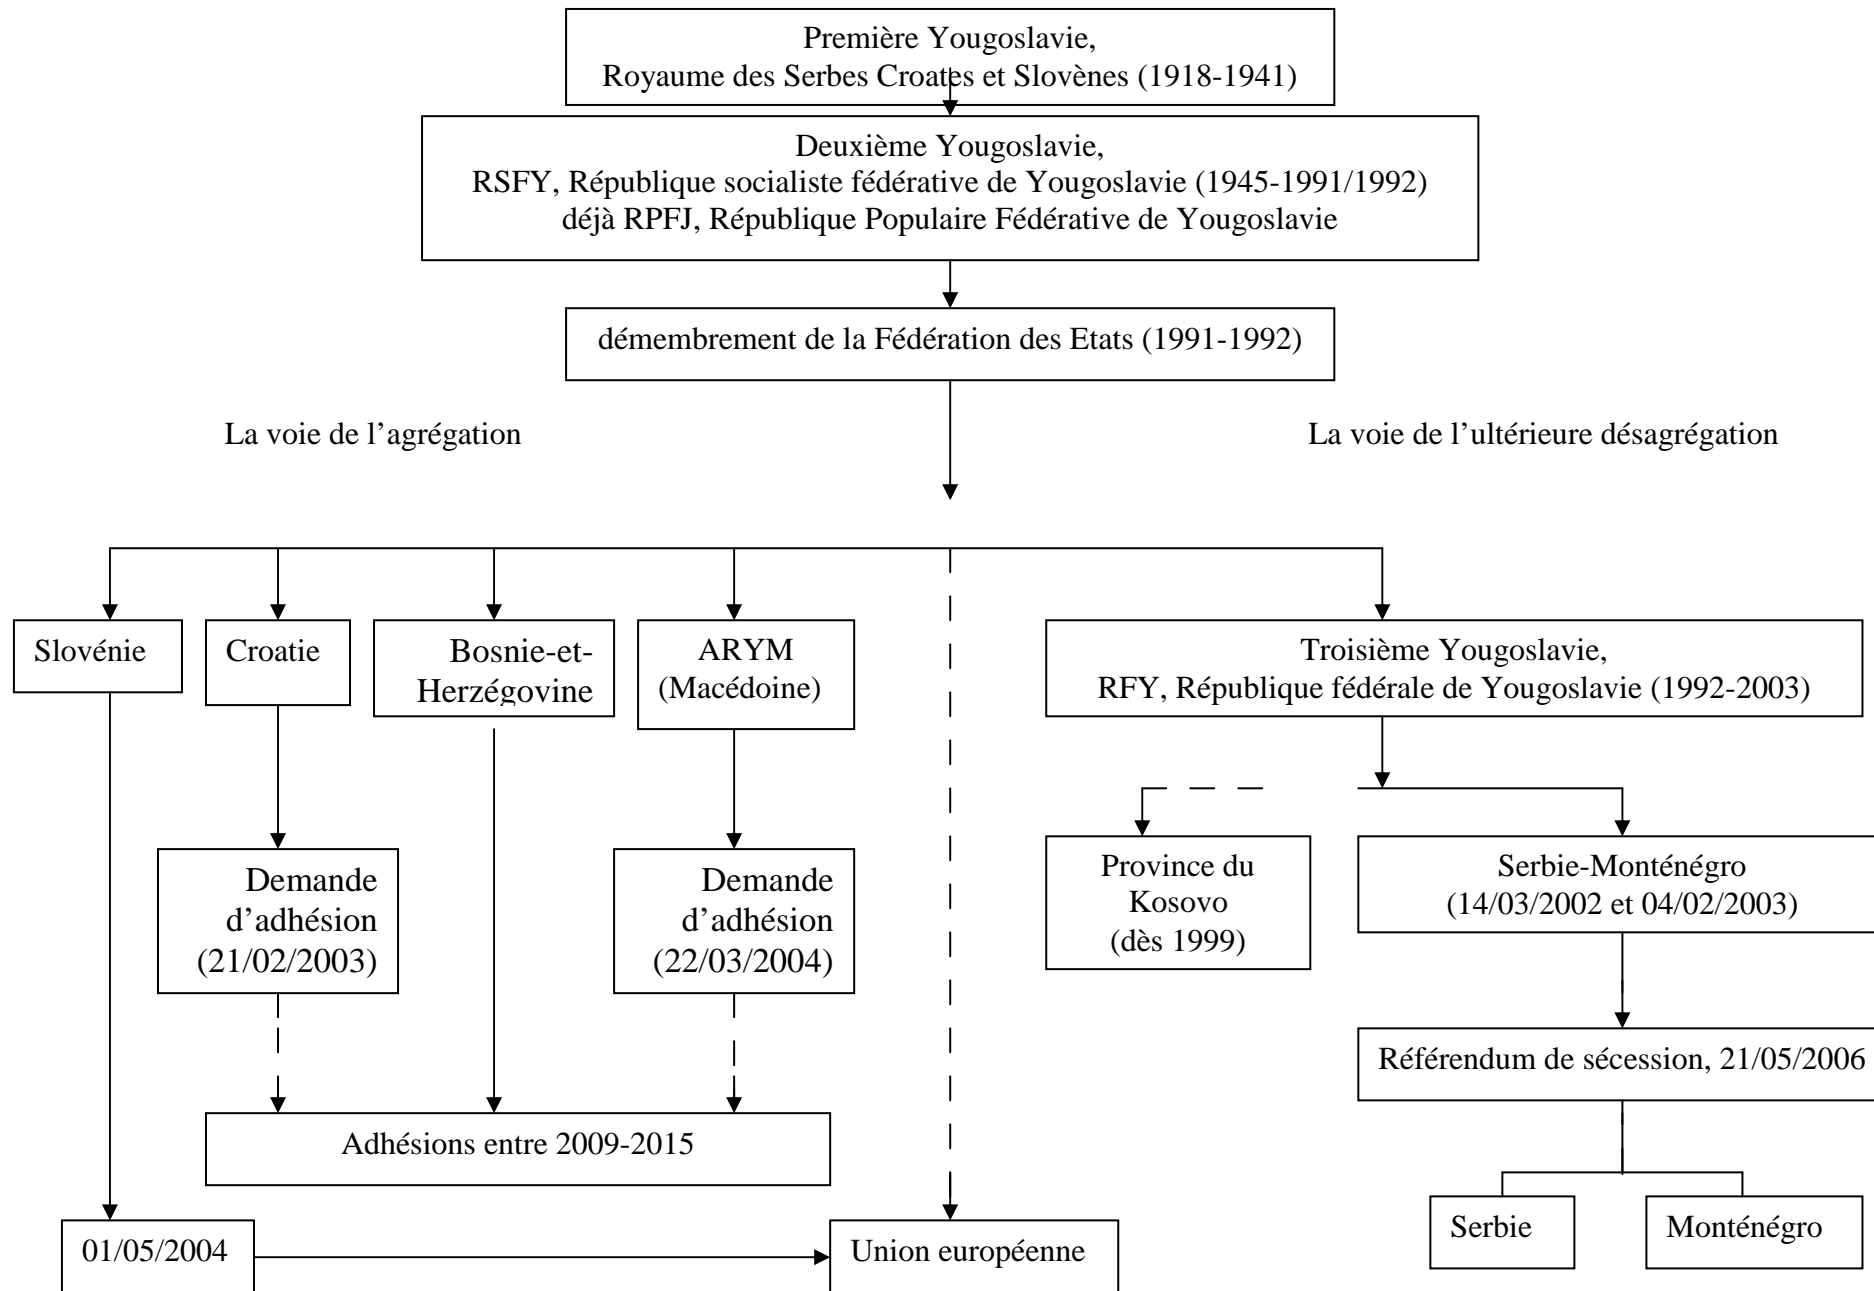 Première Yougoslavie,
Royaume des Serbes Croates et Slovènes (1918-1941)
Deuxième Yougoslavie,
RSFY, République socialiste fédérative de Yougoslavie (1945-1991/1992)
déjà RPFJ, République Populaire Fédérative de Yougoslavie
démembrement de la Fédération des Etats (1991-1992)
La voie de l’agrégation
La voie de l’ultérieure désagrégation
Slovénie
Croatie
Bosnie-et-
Herzégovine
ARYM
(Macédoine)
Troisième Yougoslavie,
RFY, République fédérale de Yougoslavie (1992-2003)
Demande
d’adhésion
(21/02/2003)
Demande
d’adhésion
(22/03/2004)
Province du
Kosovo
(dès 1999)
Serbie-Monténégro
(14/03/2002 et 04/02/2003)
Référendum de sécession, 21/05/2006
Adhésions entre 2009-2015
01/05/2004
Union européenne
Serbie
Monténégro